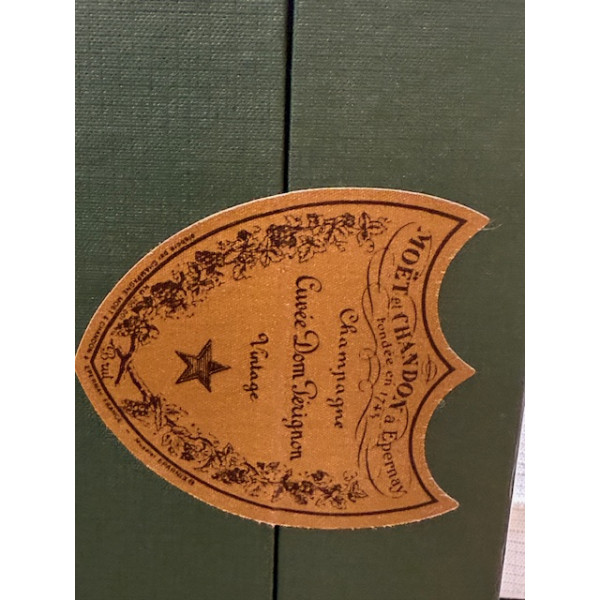 MOËT et CHANDON à Epernay
Fondée en 1743
Champagne
Cuvée Dom Pérignon
Vintage
Brut